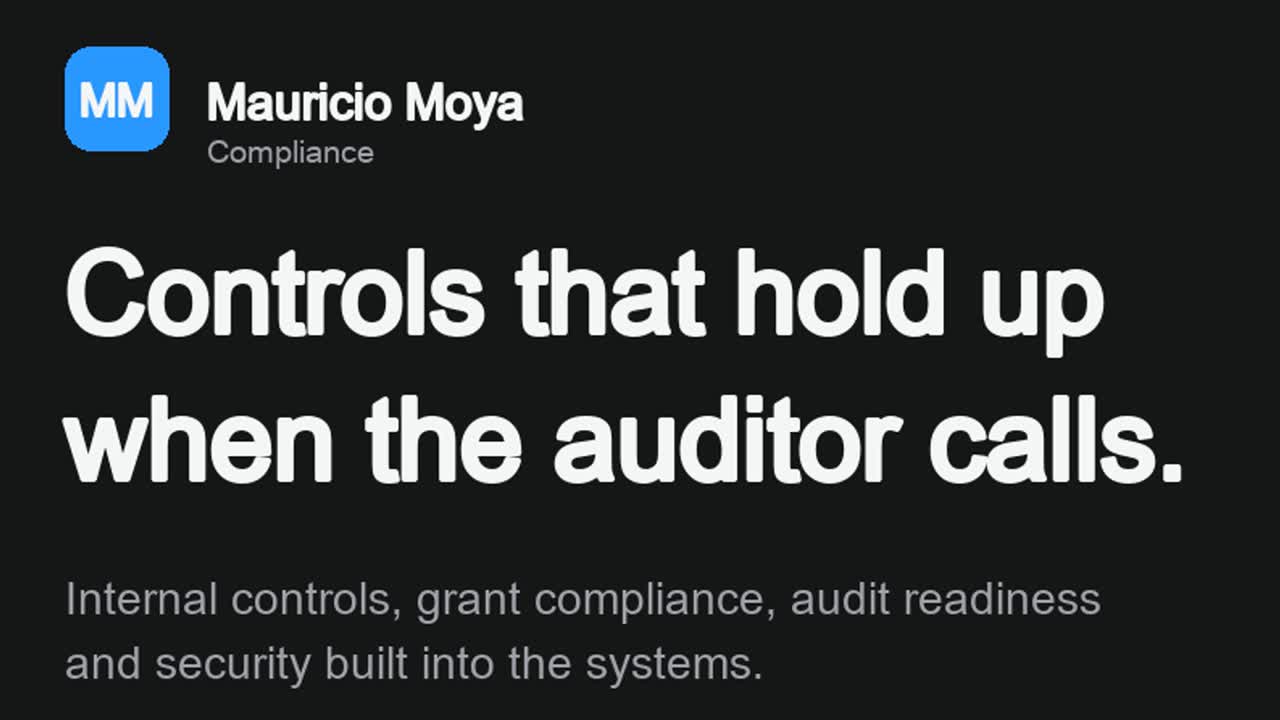 MM
Mauricio Moya
Compliance
Controls that hold up
when the auditor calls.
Internal controls, grant compliance, audit readiness
and security built into the systems.